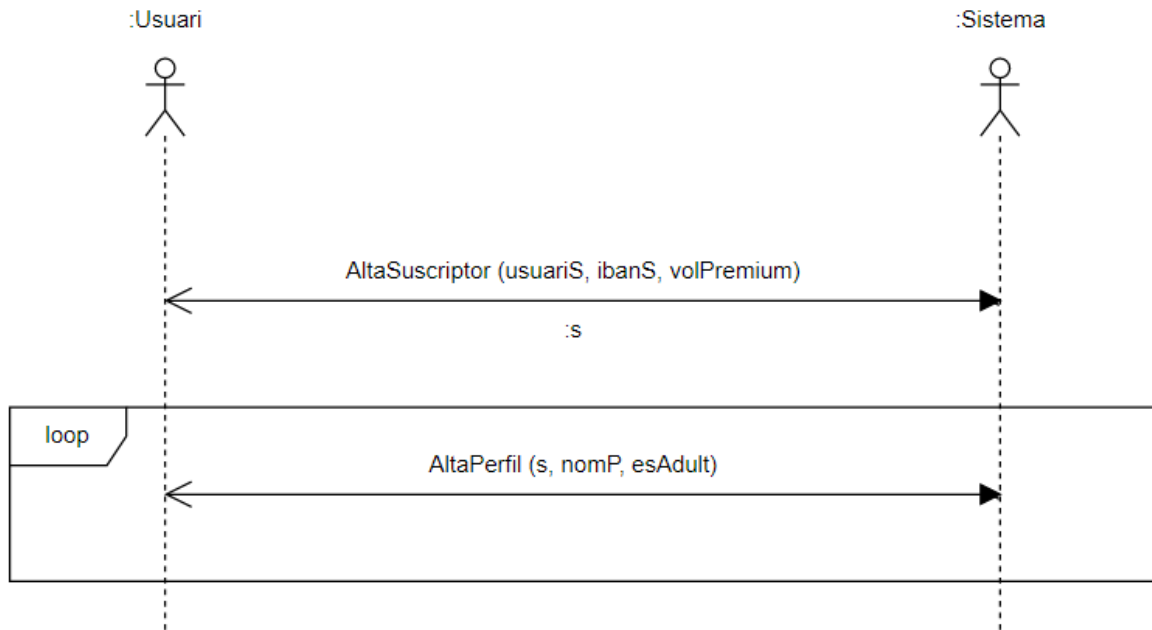 :Usuari
:Sistema
AltaSuscriptor (usuariS, ibanS, volPremium)
:s
loop
AltaPerfil (s, nomP, esAdult)